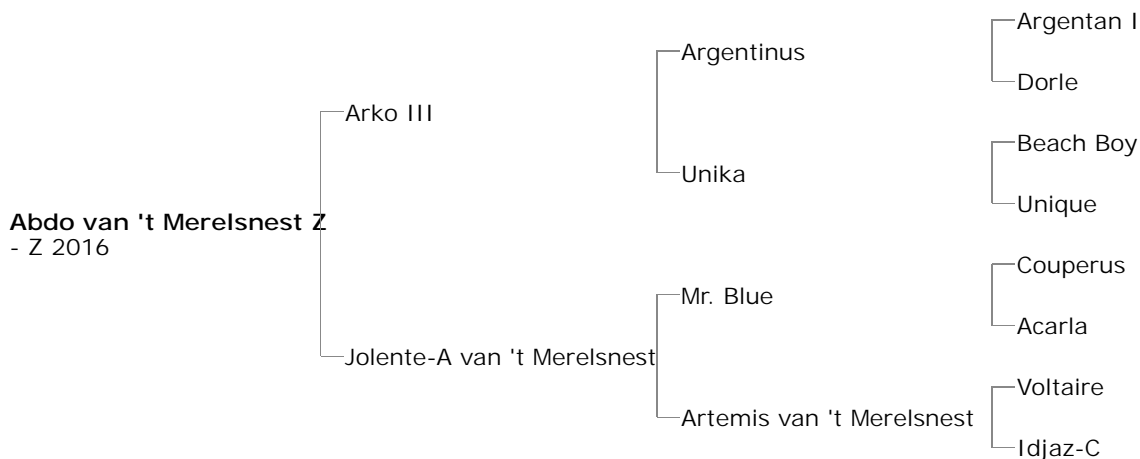 Argentan I
Argentinus
Dorle
Arko III
Beach Boy
Unika
Unique
Abdo van 't Merelsnest Z
- Z 2016
Couperus
Mr. Blue
Acarla
Jolente-A van 't Merelsnest
Voltaire
Artemis van 't Merelsnest
Idjaz-C